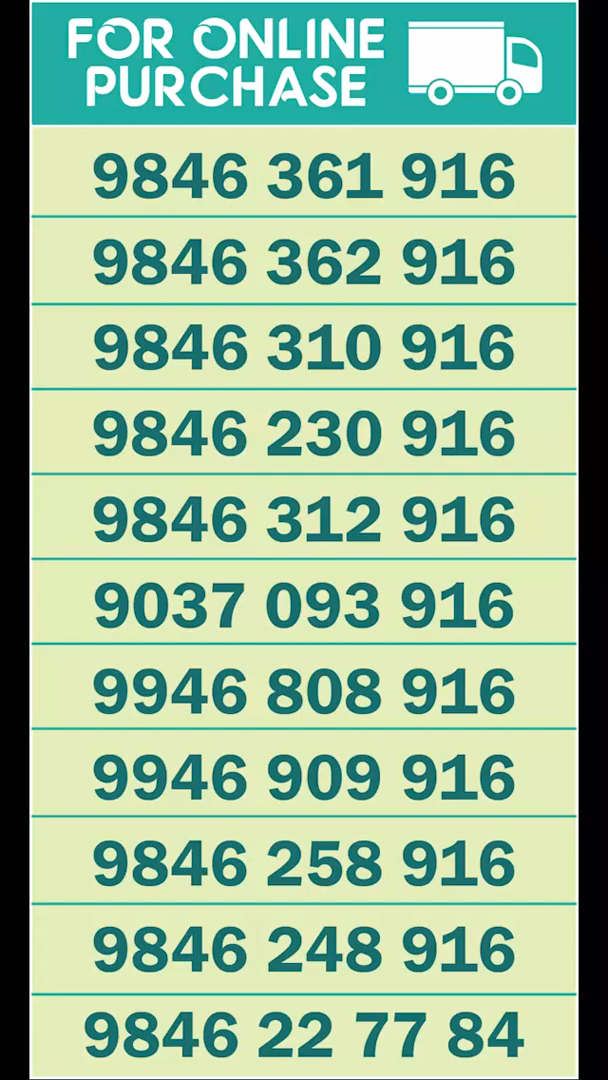 FOR ONLINE
PURCHASE
9846 361 916
9846 362 916
9846 310 916
9846 230 916
9846 312 916
9037 093 916
9946 808 916
9946 909 916
9846 258 916
9846 248 916
9846 22 77 84